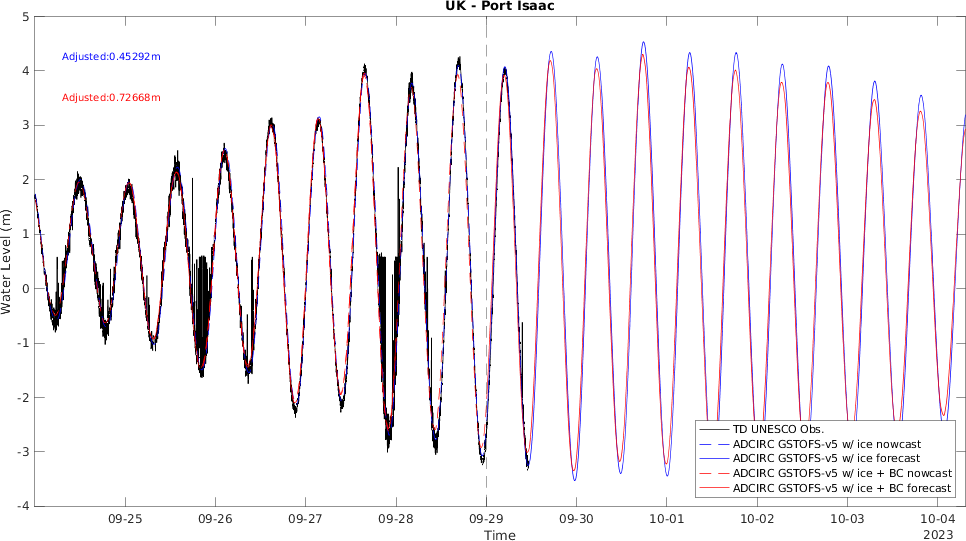 UK - Port Isaac
Adjusted:0.45292m
Adjusted:0.72668m
Water Level (m)
5
4
3
2
1
0
-1
-2
-3
-4
TD UNESCO Obs.
ADCIRC GSTOFS-v5 w/ ice nowcast
ADCIRC GSTOFS-v5 w/ ice forecast
ADCIRC GSTOFS-v5 w/ ice + BC nowcast
ADCIRC GSTOFS-v5 w/ ice + BC forecast
09-25 09-26 09-27 09-28 09-29 09-30 10-01 10-02 10-03 10-04
2023
Time